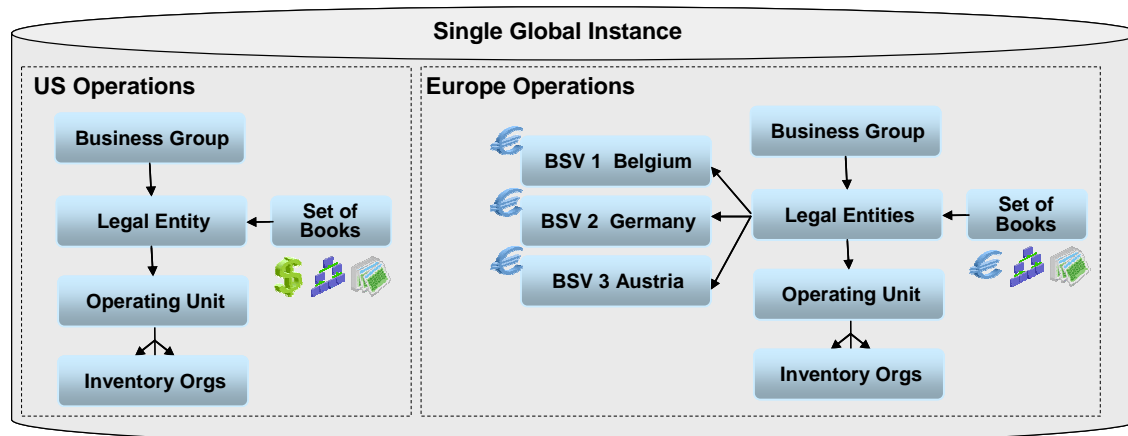 Single Global Instance
US Operations
Business Group
Legal Entity
Set of
Books
Operating Unit
Inventory Orgs
Europe Operations
BSV 1 Belgium
BSV 2 Germany
BSV 3 Austria
Business Group
Legal Entities
Set of
Books
Operating Unit
Inventory Orgs